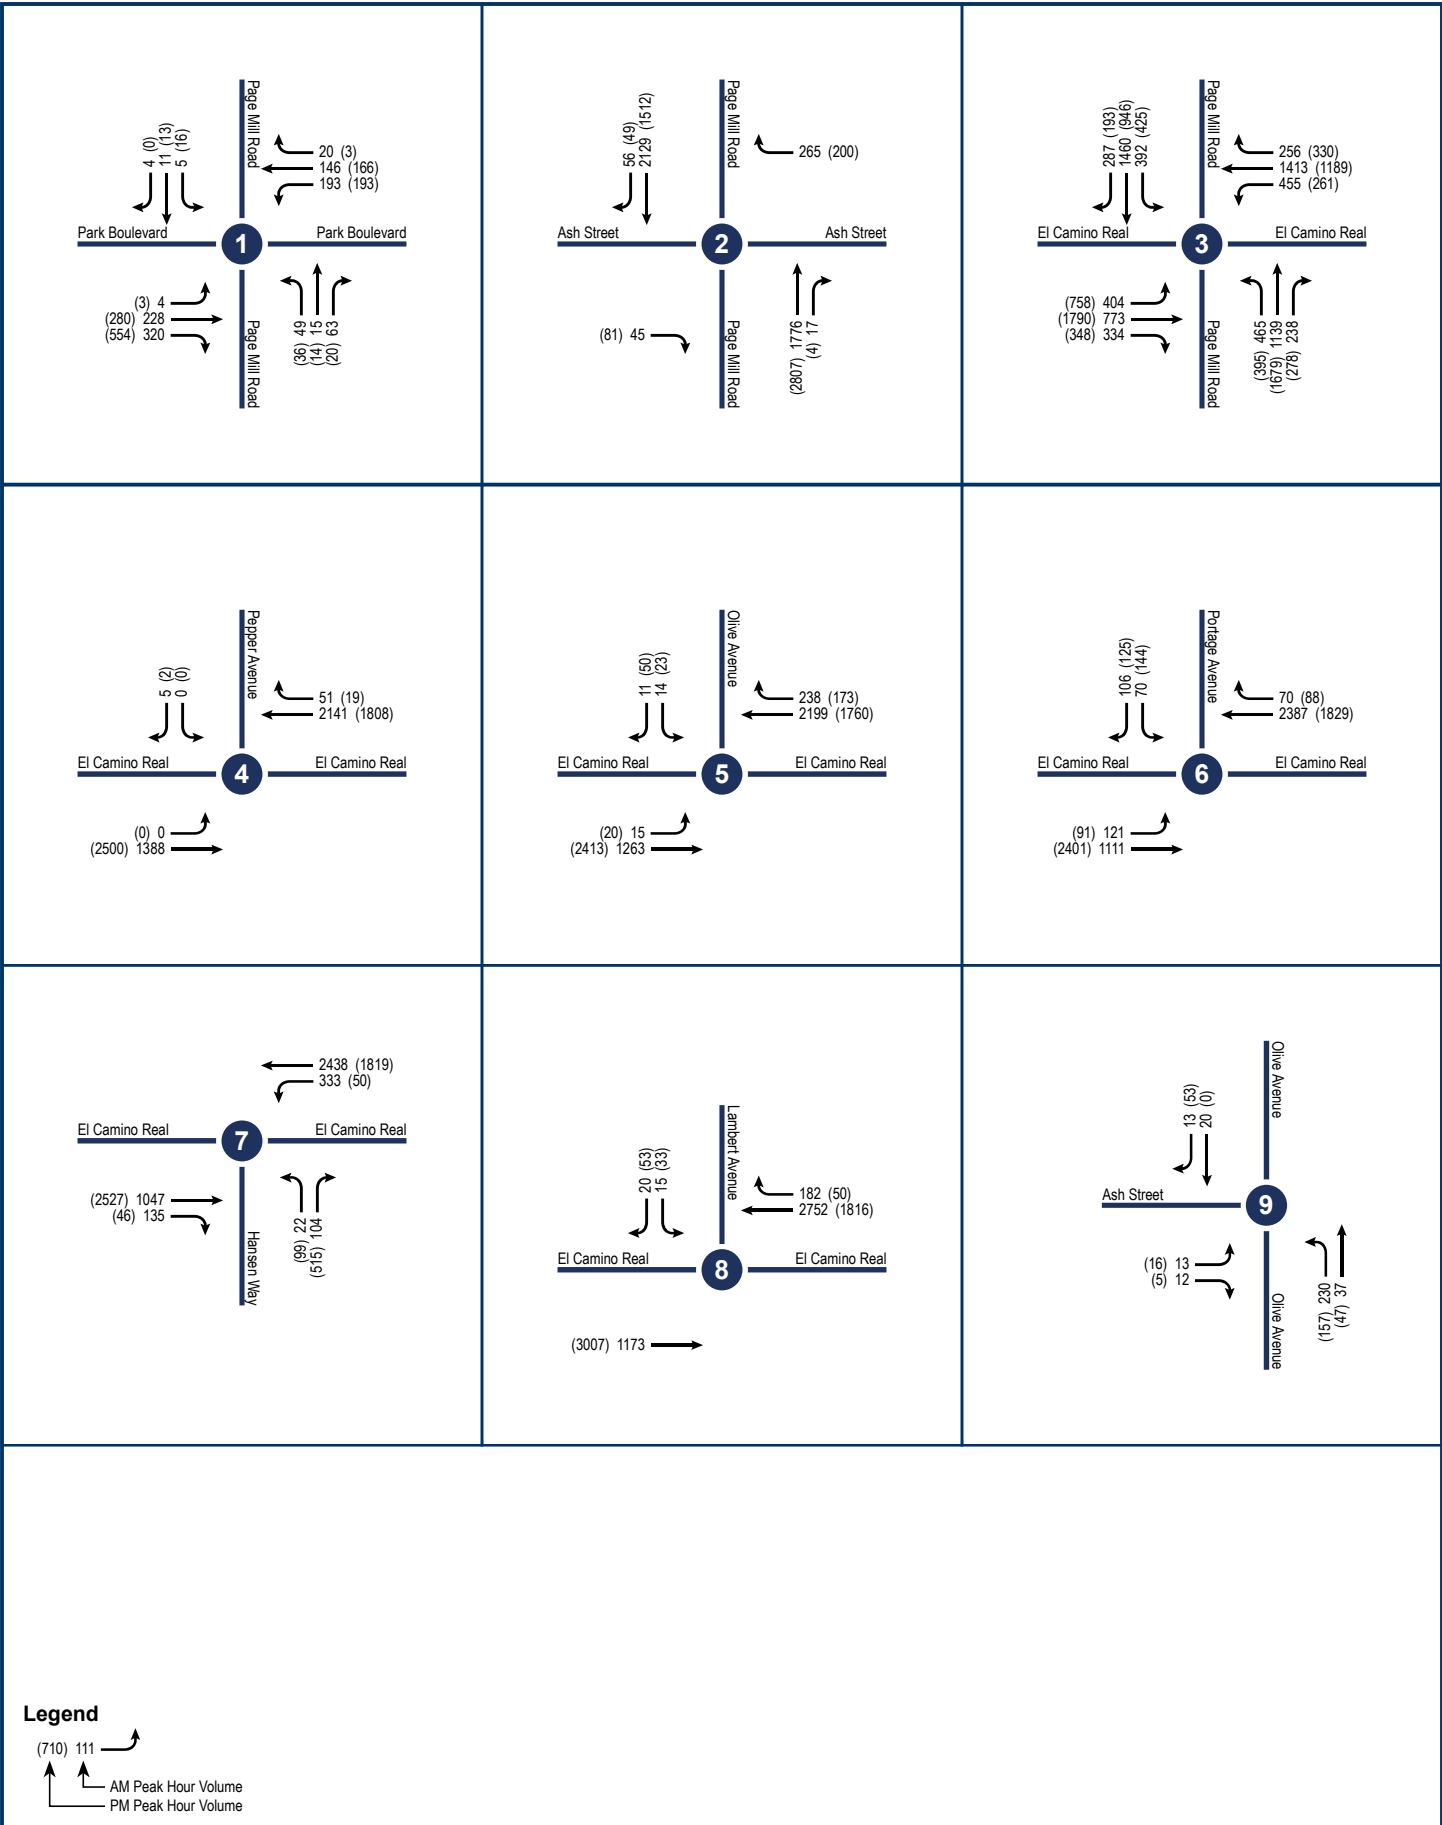 4 (0)
11 (13)
5 (16)
Page Mill Road
20 (3)
146 (166)
193 (193)
Park Boulevard
1
Park Boulevard
(3) 4
(280) 228
(554) 320
Page Mill Road
(36) 49
(14) 15
(20) 63
56 (49)
2129 (1512)
Page Mill Road
265 (200)
Ash Street
2
Ash Street
(81) 45
Page Mill Road
(2807) 1776
(4) 17
287 (193)
1460 (946)
392 (425)
Page Mill Road
256 (330)
1413 (1189)
455 (261)
El Camino Real
3
El Camino Real
(758) 404
(1790) 773
(348) 334
Page Mill Road
(395) 465
(1679) 1139
(278) 238
5 (2)
0 (0)
Pepper Avenue
51 (19)
2141 (1808)
El Camino Real
4
El Camino Real
(0) 0
(2500) 1388
11 (50)
14 (23)
Olive Avenue
238 (173)
2199 (1760)
El Camino Real
5
El Camino Real
(20) 15
(2413) 1263
106 (125)
70 (144)
Portage Avenue
70 (88)
2387 (1829)
El Camino Real
6
El Camino Real
(91) 121
(2401) 1111
2438 (1819)
333 (50)
El Camino Real
7
El Camino Real
(2527) 1047
(46) 135
Hansen Way
(99) 22
(515) 104
20 (53)
15 (33)
Lambert Avenue
182 (50)
2752 (1816)
El Camino Real
8
El Camino Real
(3007) 1173
13 (53)
20 (0)
Olive Avenue
Ash Street
9
(16) 13
(5) 12
Olive Avenue
(157) 230
(47) 37
Legend
(710) 111
AM Peak Hour Volume
PM Peak Hour Volume